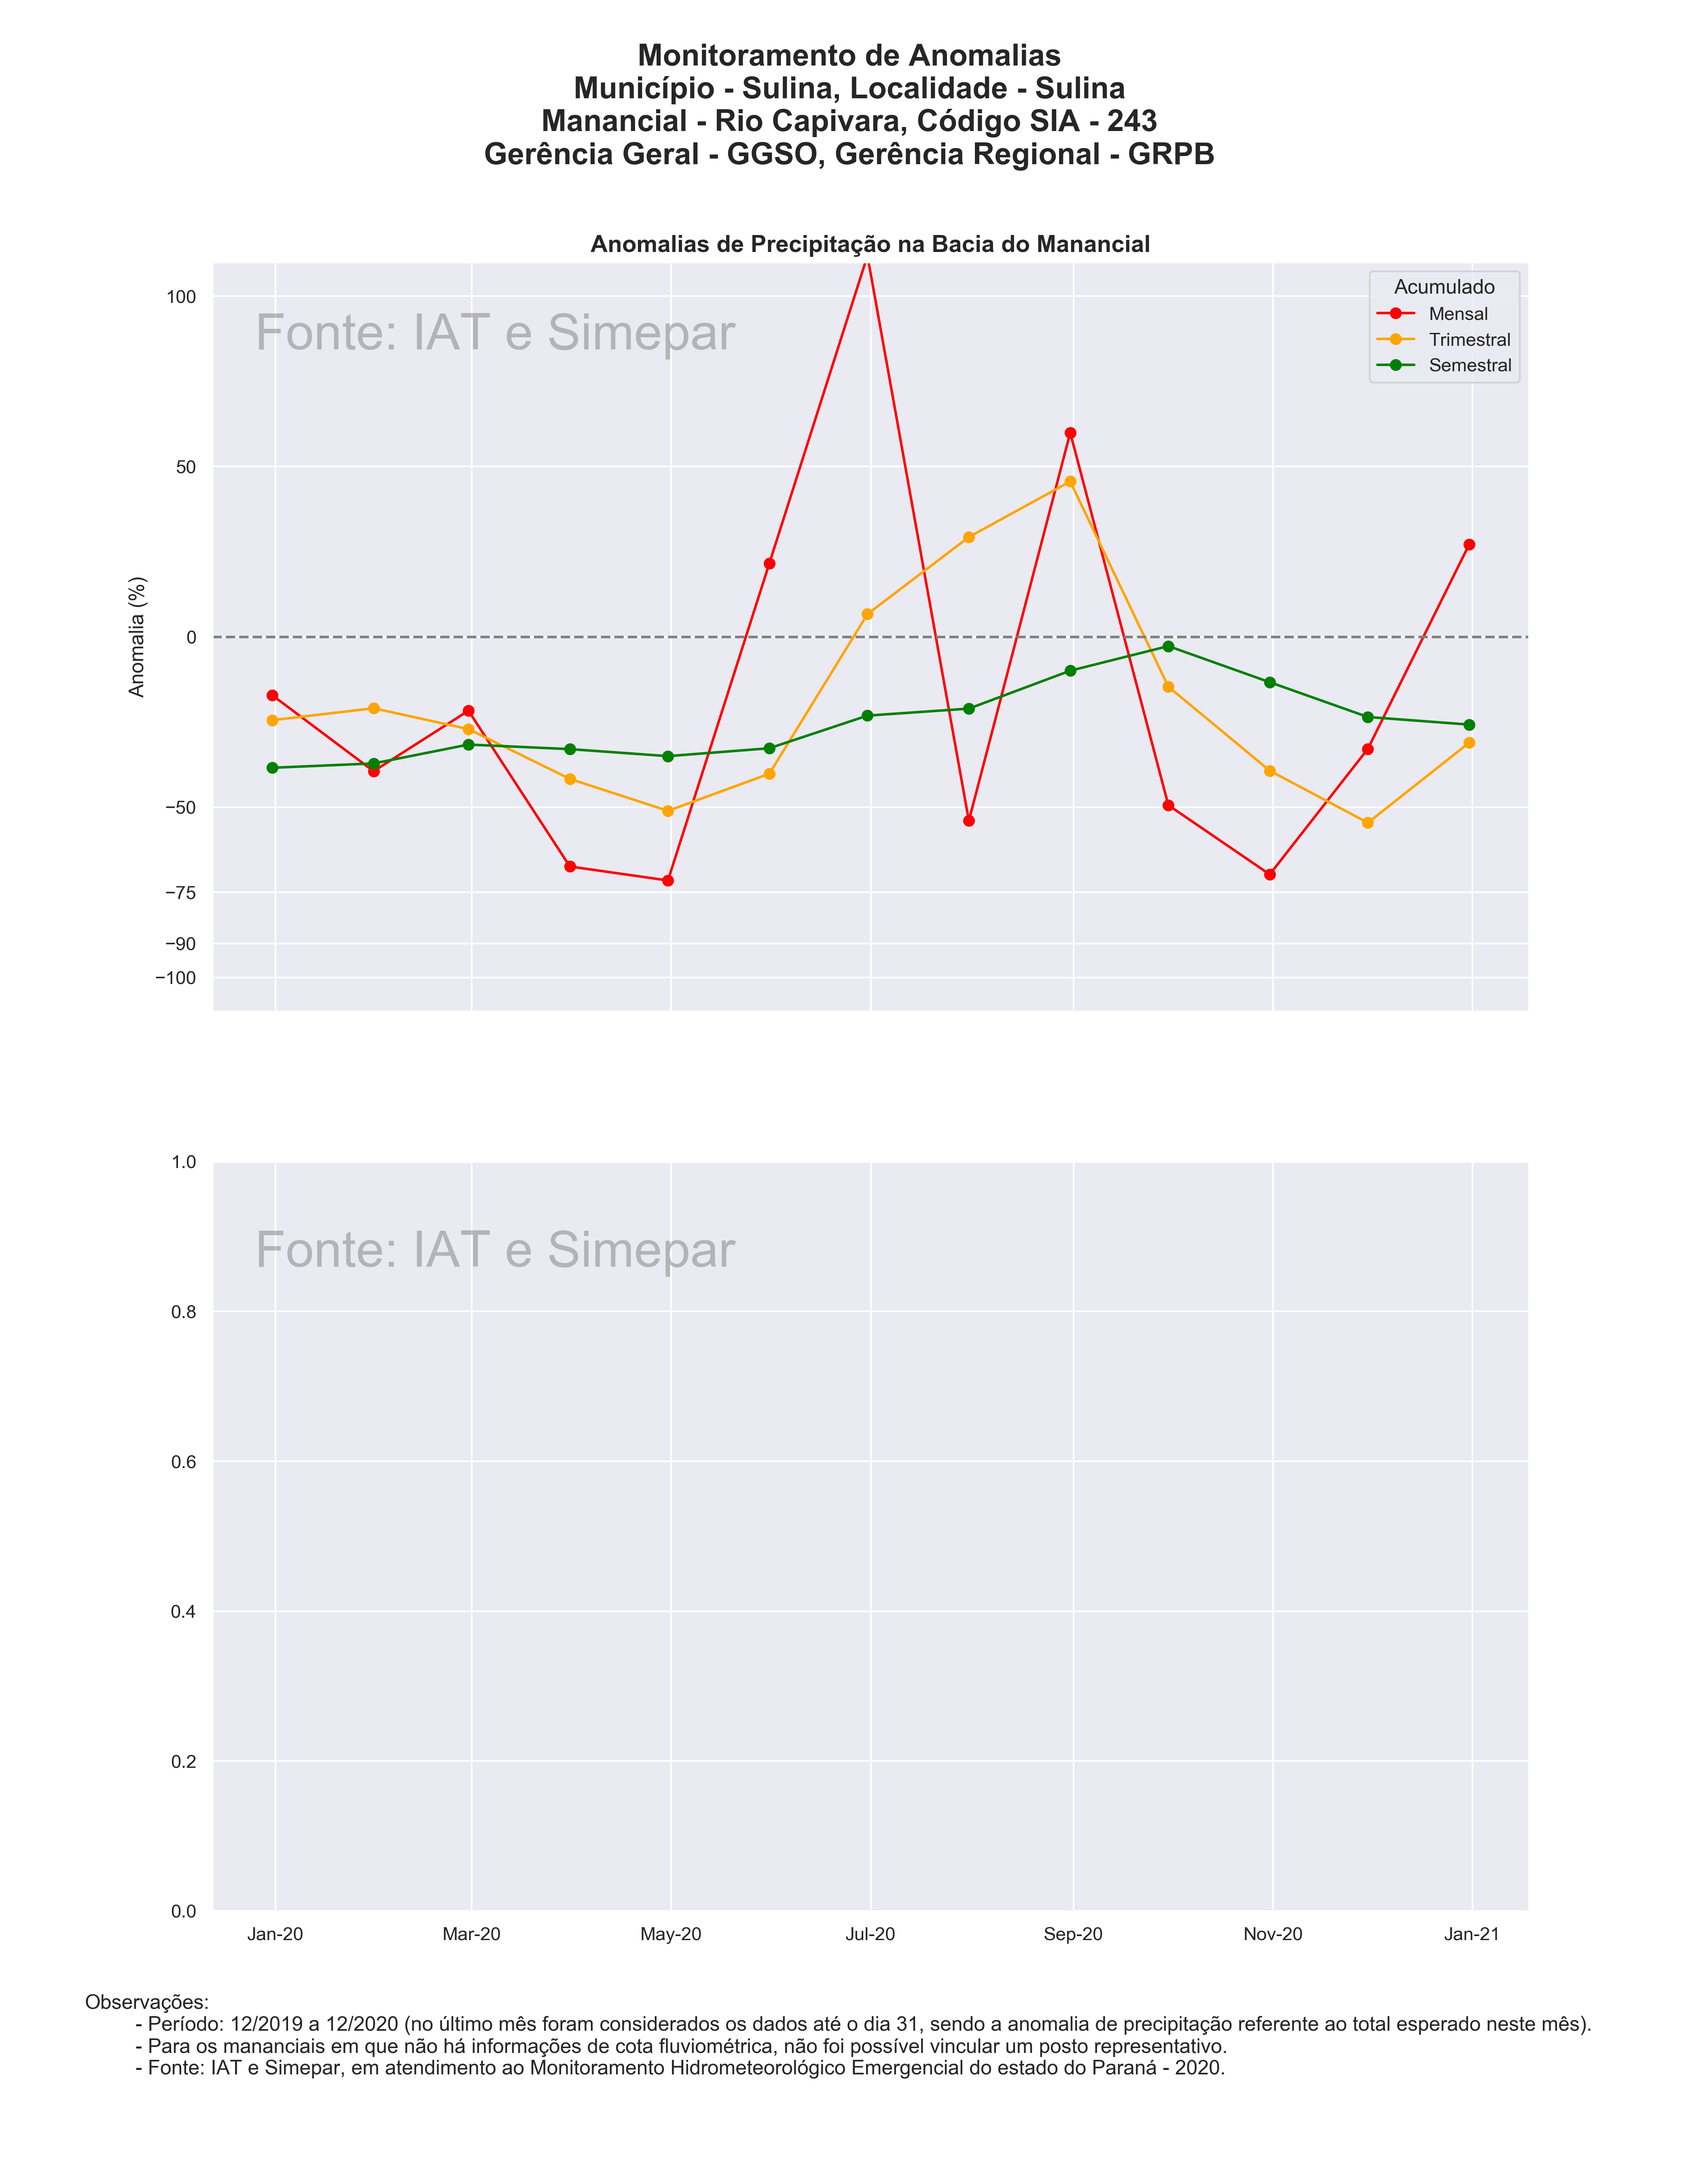 Monitoramento de Anomalias
Município - Sulina, Localidade - Sulina
Manancial - Rio Capivara, Código SIA - 243
Gerência Geral - GGSO, Gerência Regional - GRPB
Anomalias de Precipitação na Bacia do Manancial
Fonte: IAT e Simepar
Acumulado
Mensal
Trimestral
Semestral
Anomalia (%)
100
50
0
−50
−75
−90
−100
Fonte: IAT e Simepar
1.0
0.8
0.6
0.4
0.2
0.0
Jan-20 Mar-20 May-20 Jul-20 Sep-20 Nov-20 Jan-21
Observações:
- Período: 12/2019 a 12/2020 (no último mês foram considerados os dados até o dia 31, sendo a anomalia de precipitação referente ao total esperado neste mês).
- Para os mananciais em que não há informações de cota fluviométrica, não foi possível vincular um posto representativo.
- Fonte: IAT e Simepar, em atendimento ao Monitoramento Hidrometeorológico Emergencial do estado do Paraná - 2020.